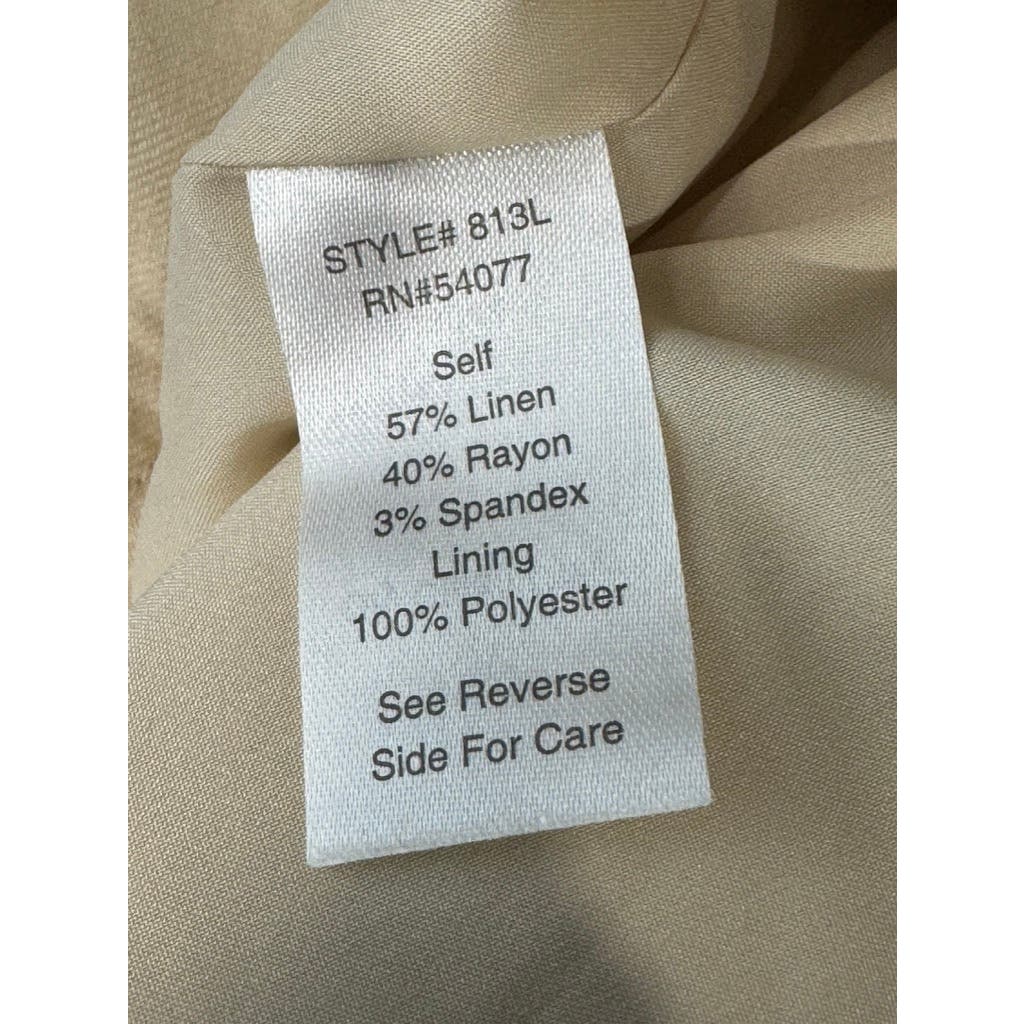 STYLE# 813L
RN#54077
Self
57% Linen
40% Rayon
3% Spandex
Lining
100% Polyester
See Reverse
Side For Care